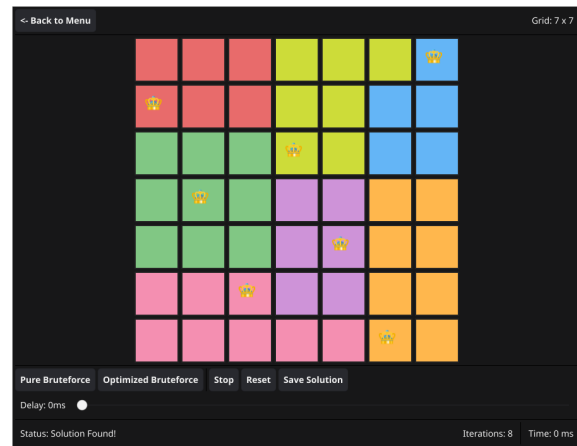 <- Back to Menu Grid: 7 x 7
Pure Bruteforce Optimized Bruteforce Stop Reset Save Solution
Delay: 0ms
Status: Solution Found! Iterations: 8 Time: 0 ms